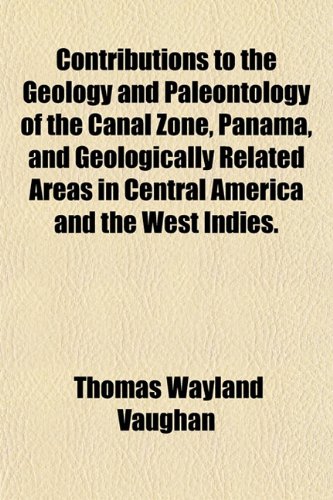 Contributions to the
Geology and Paleontology
of the Canal Zone, Panama,
and Geologically Related
Areas in Central America
and the West Indies.
Thomas Wayland
Vaughan